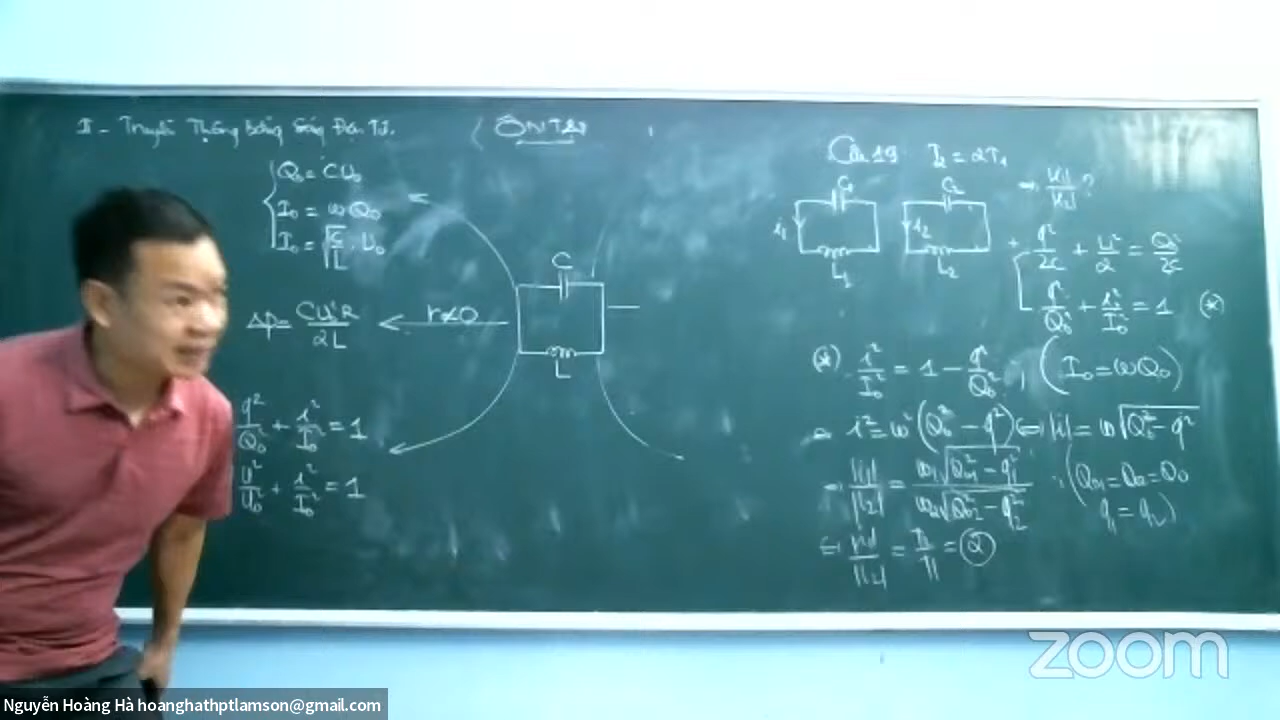 II - Truyền Thông Bằng Sóng Điện Từ.
ÔN TẬP
Q₀ = CU₀
I₀ = ωQ₀
I₀ = √(C/L) . U₀
ΔP = CU₀²R / 2L
r≠0
C
L
q²/Q₀² + i²/I₀² = 1
u²/U₀² + i²/I₀² = 1
Câu 19 T₂ = 2T₁
C₁ C₂ ⇒ |i₁|/|i₂| ?
i₁ i₂
L₁ L₂
+ q²/2C + Li²/2 = Q₀²/2C
q²/Q₀² + i²/I₀² = 1 (*)
(*) i²/I₀² = 1 - q²/Q₀² , (I₀ = ωQ₀)
⇔ i² = ω²(Q₀² - q²) ⇔ |i| = ω√(Q₀² - q²)
⇒ |i₁|/|i₂| = ω₁√(Q₀₁² - q₁²) / ω₂√(Q₀₂² - q₂²) (Q₀₁ = Q₀₂ = Q₀
q₁ = q₂)
⇔ |i₁|/|i₂| = T₂/T₁ = 2
zoom
Nguyễn Hoàng Hà hoanghathptlamson@gmail.com